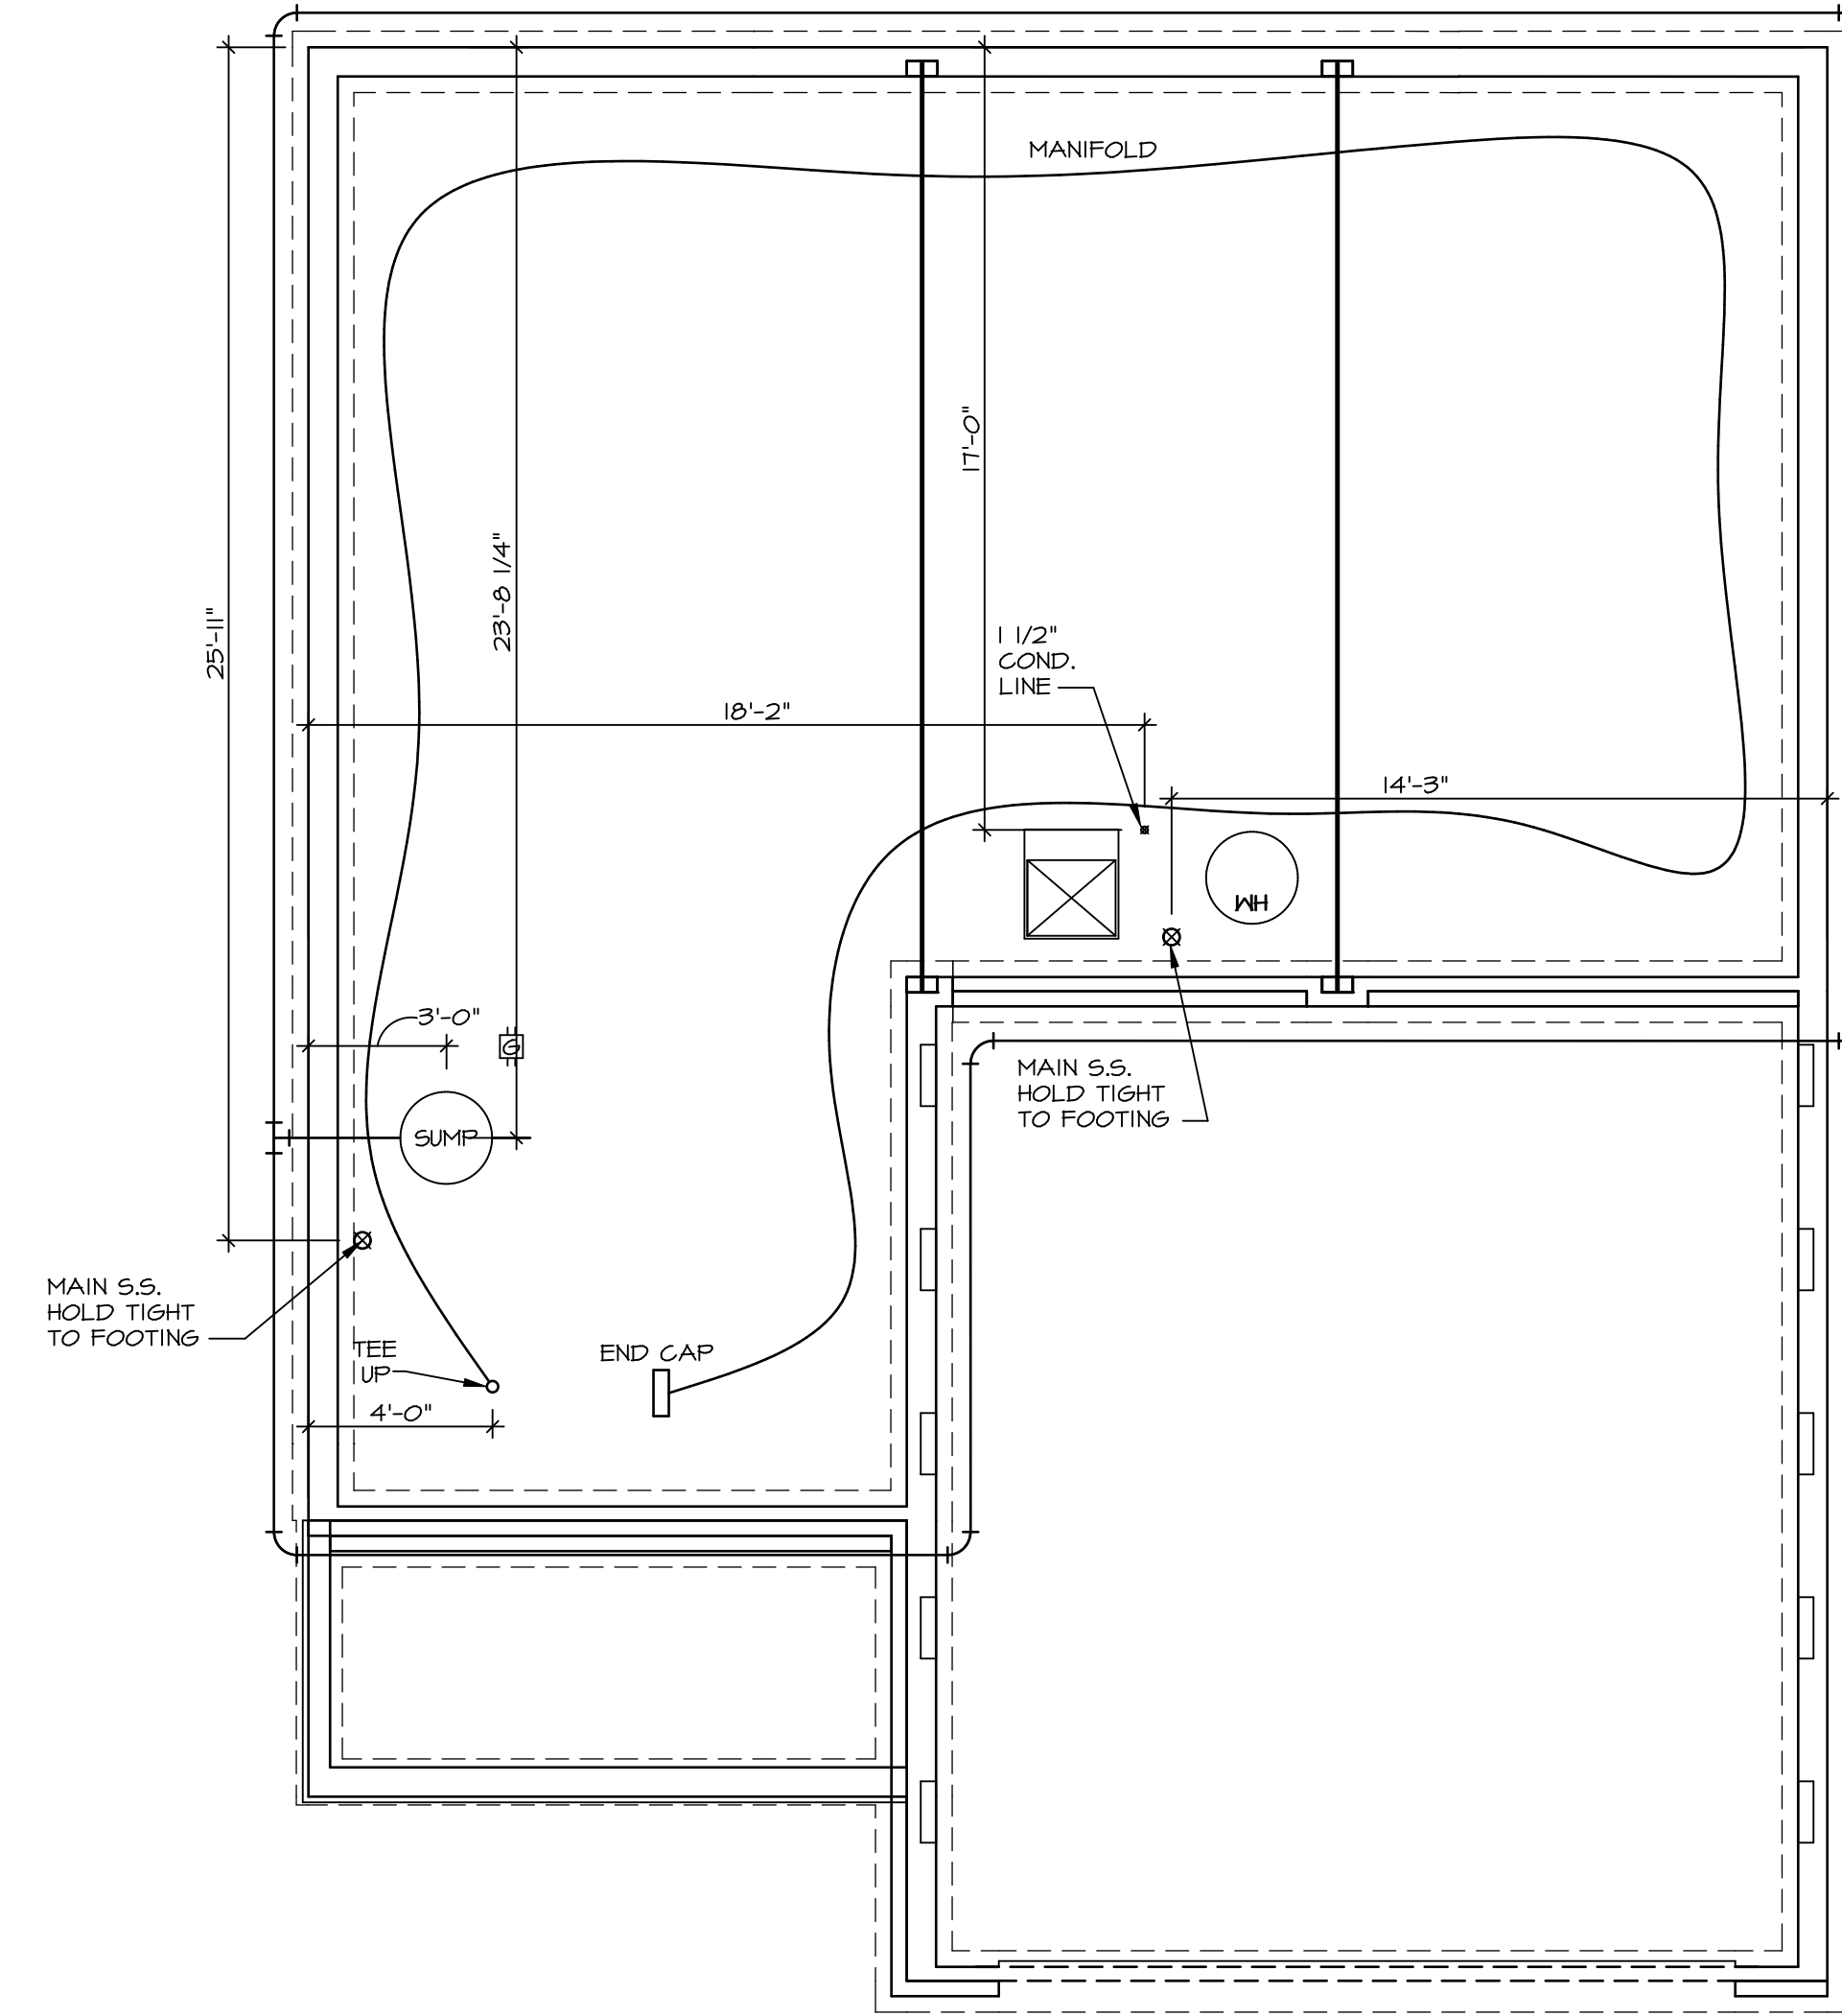 MANIFOLD
17'-0"
23'-8 1/4"
25'-11"
1 1/2"
COND.
LINE
18'-2"
14'-3"
WH
3'-0"
G
MAIN S.S.
HOLD TIGHT
TO FOOTING
SUMP
MAIN S.S.
HOLD TIGHT
TO FOOTING
TEE
UP
END CAP
4'-0"